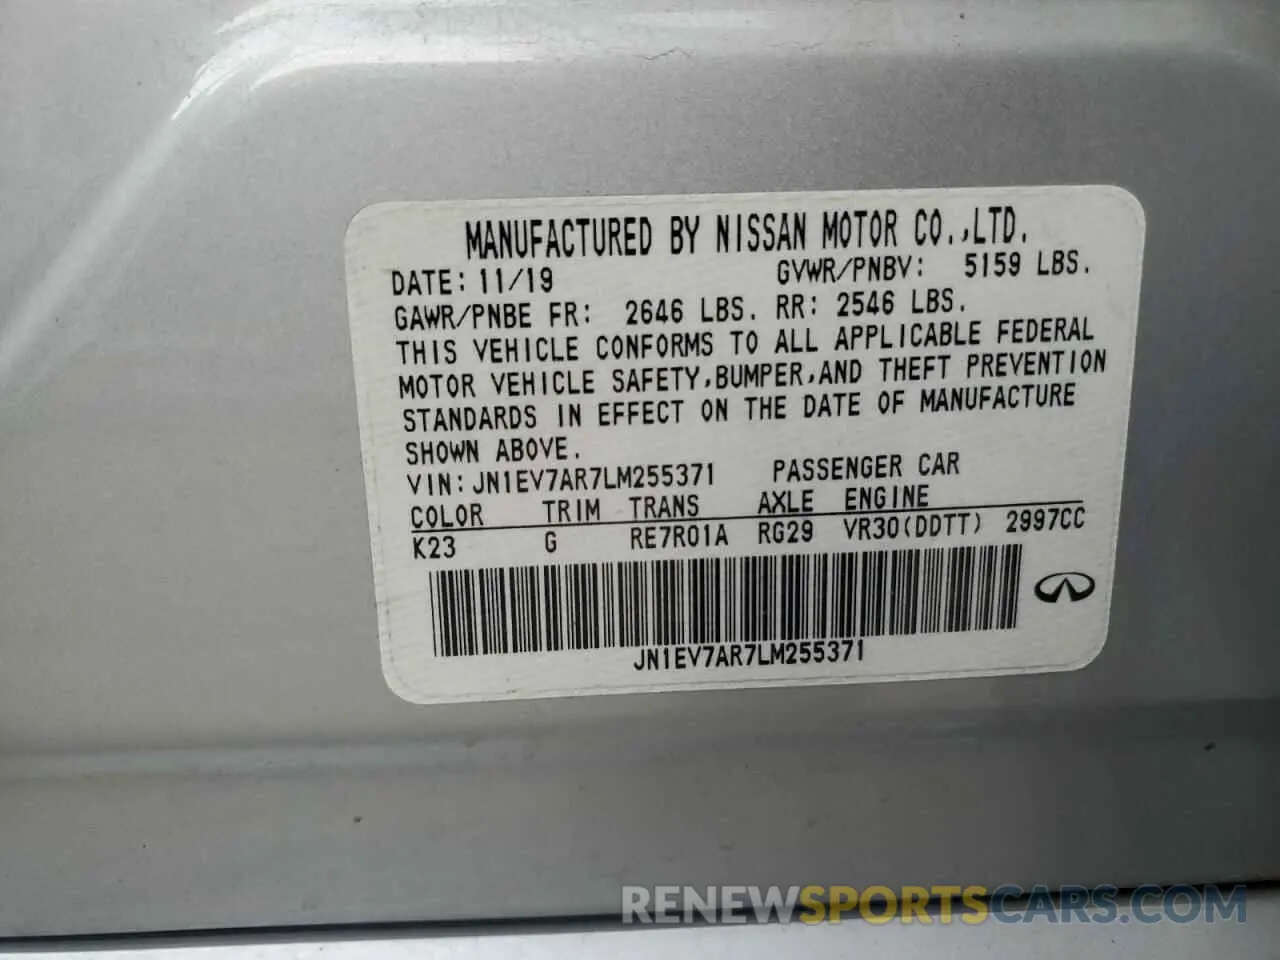 MANUFACTURED BY NISSAN MOTOR CO.,LTD.
DATE: 11/19 GVWR/PNBV: 5159 LBS.
GAWR/PNBE FR: 2646 LBS. RR: 2546 LBS.
THIS VEHICLE CONFORMS TO ALL APPLICABLE FEDERAL
MOTOR VEHICLE SAFETY,BUMPER,AND THEFT PREVENTION
STANDARDS IN EFFECT ON THE DATE OF MANUFACTURE
SHOWN ABOVE.
VIN: JN1EV7AR7LM255371 PASSENGER CAR
COLOR TRIM TRANS AXLE ENGINE
K23 G RE7R01A RG29 VR30(DDTT) 2997CC
JN1EV7AR7LM255371
RENEWSPORTSCARS.COM